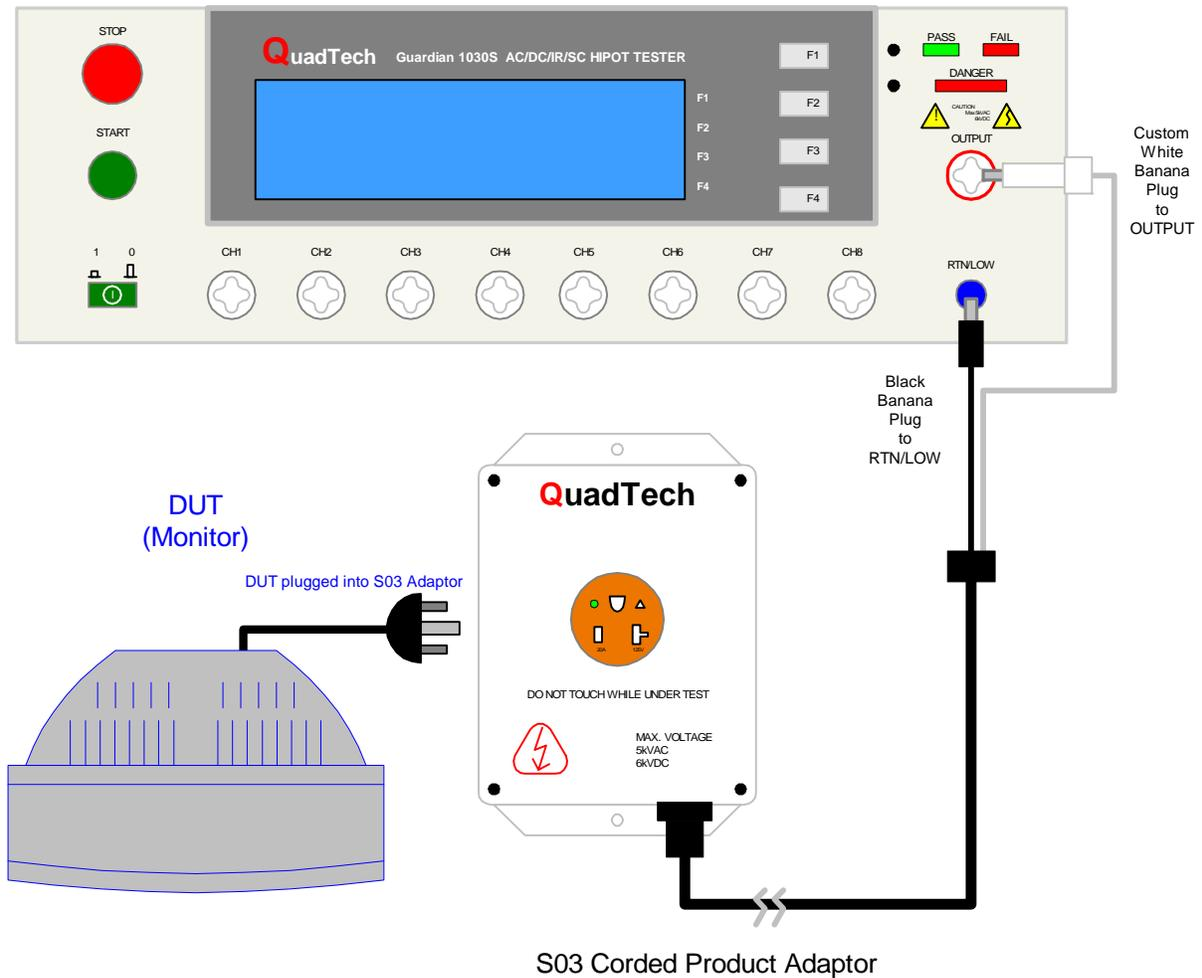 STOP
QuadTech Guardian 1030S AC/DC/IR/SC HIPOT TESTER
F1
F2
F3
F4
F1
F2
F3
F4
PASS FAIL
DANGER
CAUTION
Max 5kVAC
6kVDC
OUTPUT
START
1 0
CH1 CH2 CH3 CH4 CH5 CH6 CH7 CH8
RTN/LOW
Custom
White
Banana
Plug
to
OUTPUT
Black
Banana
Plug
to
RTN/LOW
QuadTech
DUT
(Monitor)
DUT plugged into S03 Adaptor
20A 125V
DO NOT TOUCH WHILE UNDER TEST
MAX. VOLTAGE
5kVAC
6kVDC
S03 Corded Product Adaptor